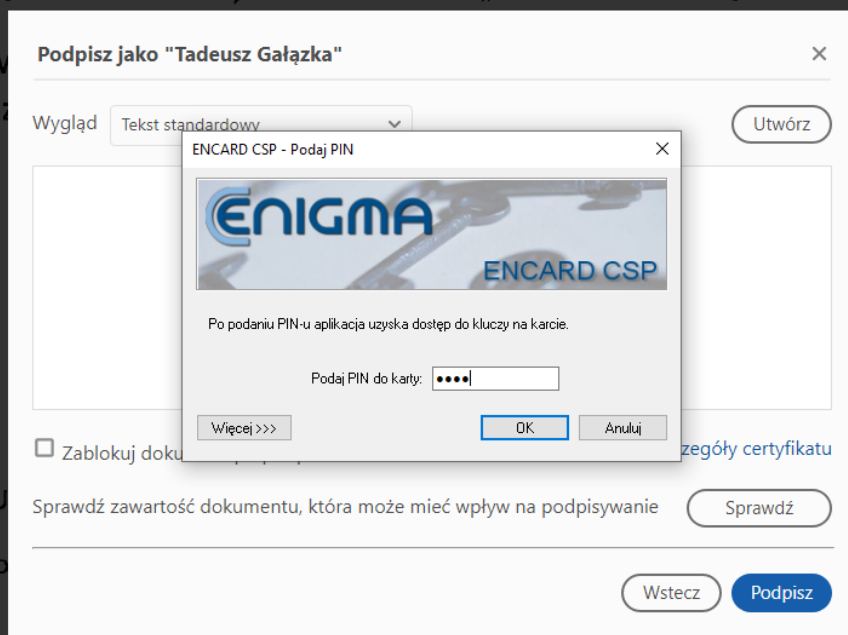 Podpisz jako "Tadeusz Gałązka"
Wygląd Tekst standardowy Utwórz
ENCARD CSP - Podaj PIN
ENIGMA
ENCARD CSP
Po podaniu PIN-u aplikacja uzyska dostęp do kluczy na karcie.
Podaj PIN do karty: ••••
Więcej >>> OK Anuluj
Zablokuj doku zegóły certyfikatu
Sprawdź zawartość dokumentu, która może mieć wpływ na podpisywanie Sprawdź
Wstecz Podpisz